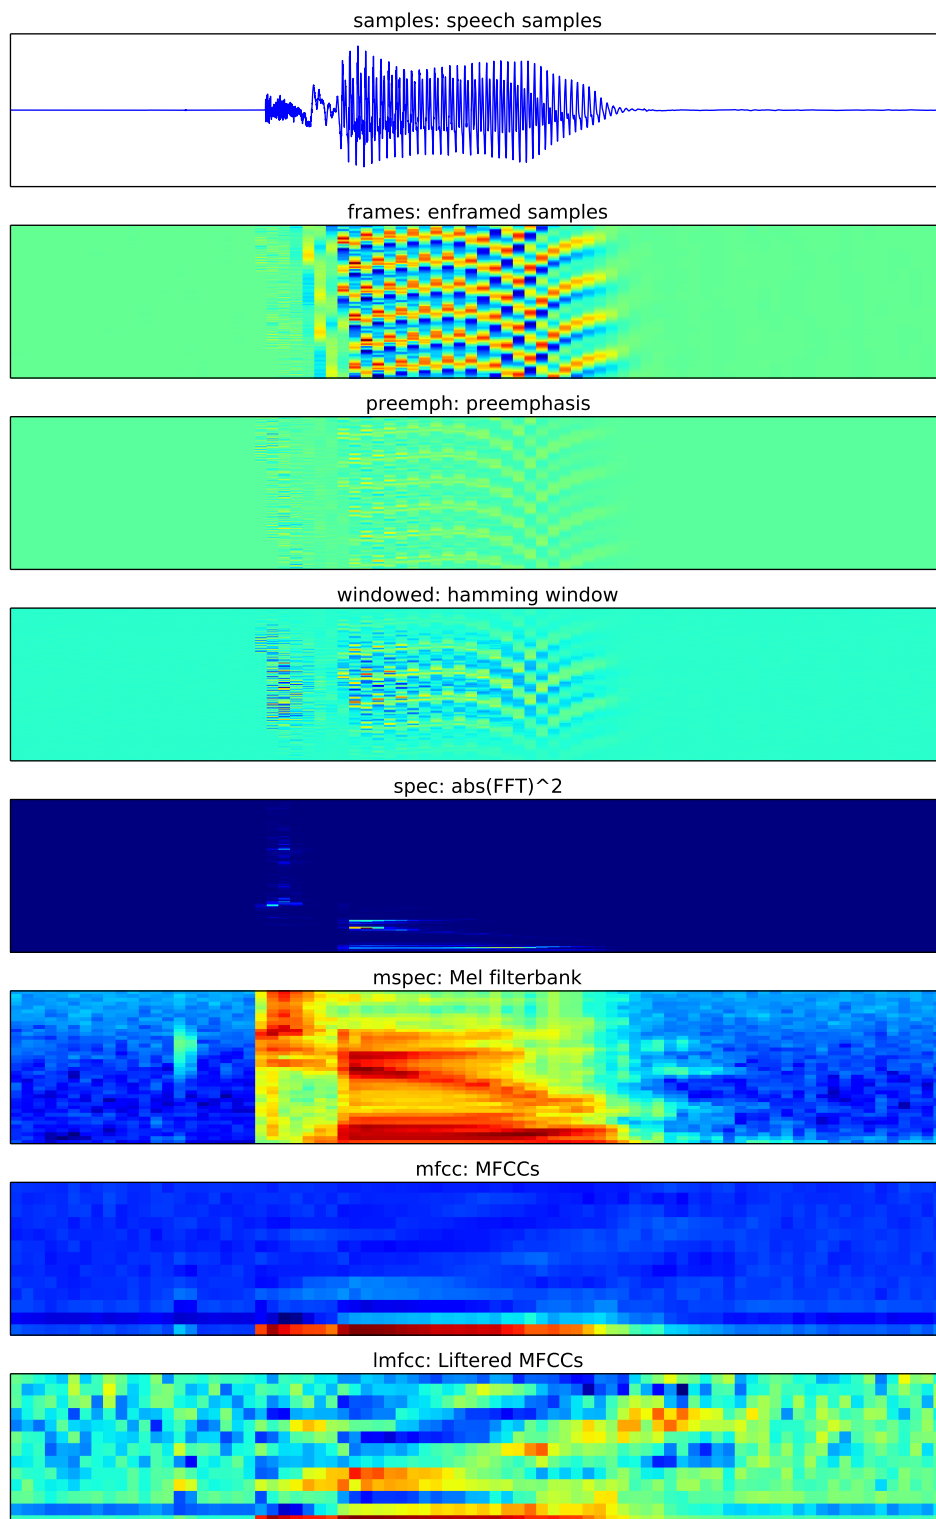 samples: speech samples
frames: enframed samples
preemph: preemphasis
windowed: hamming window
spec: abs(FFT)^2
mspec: Mel filterbank
mfcc: MFCCs
lmfcc: Liftered MFCCs